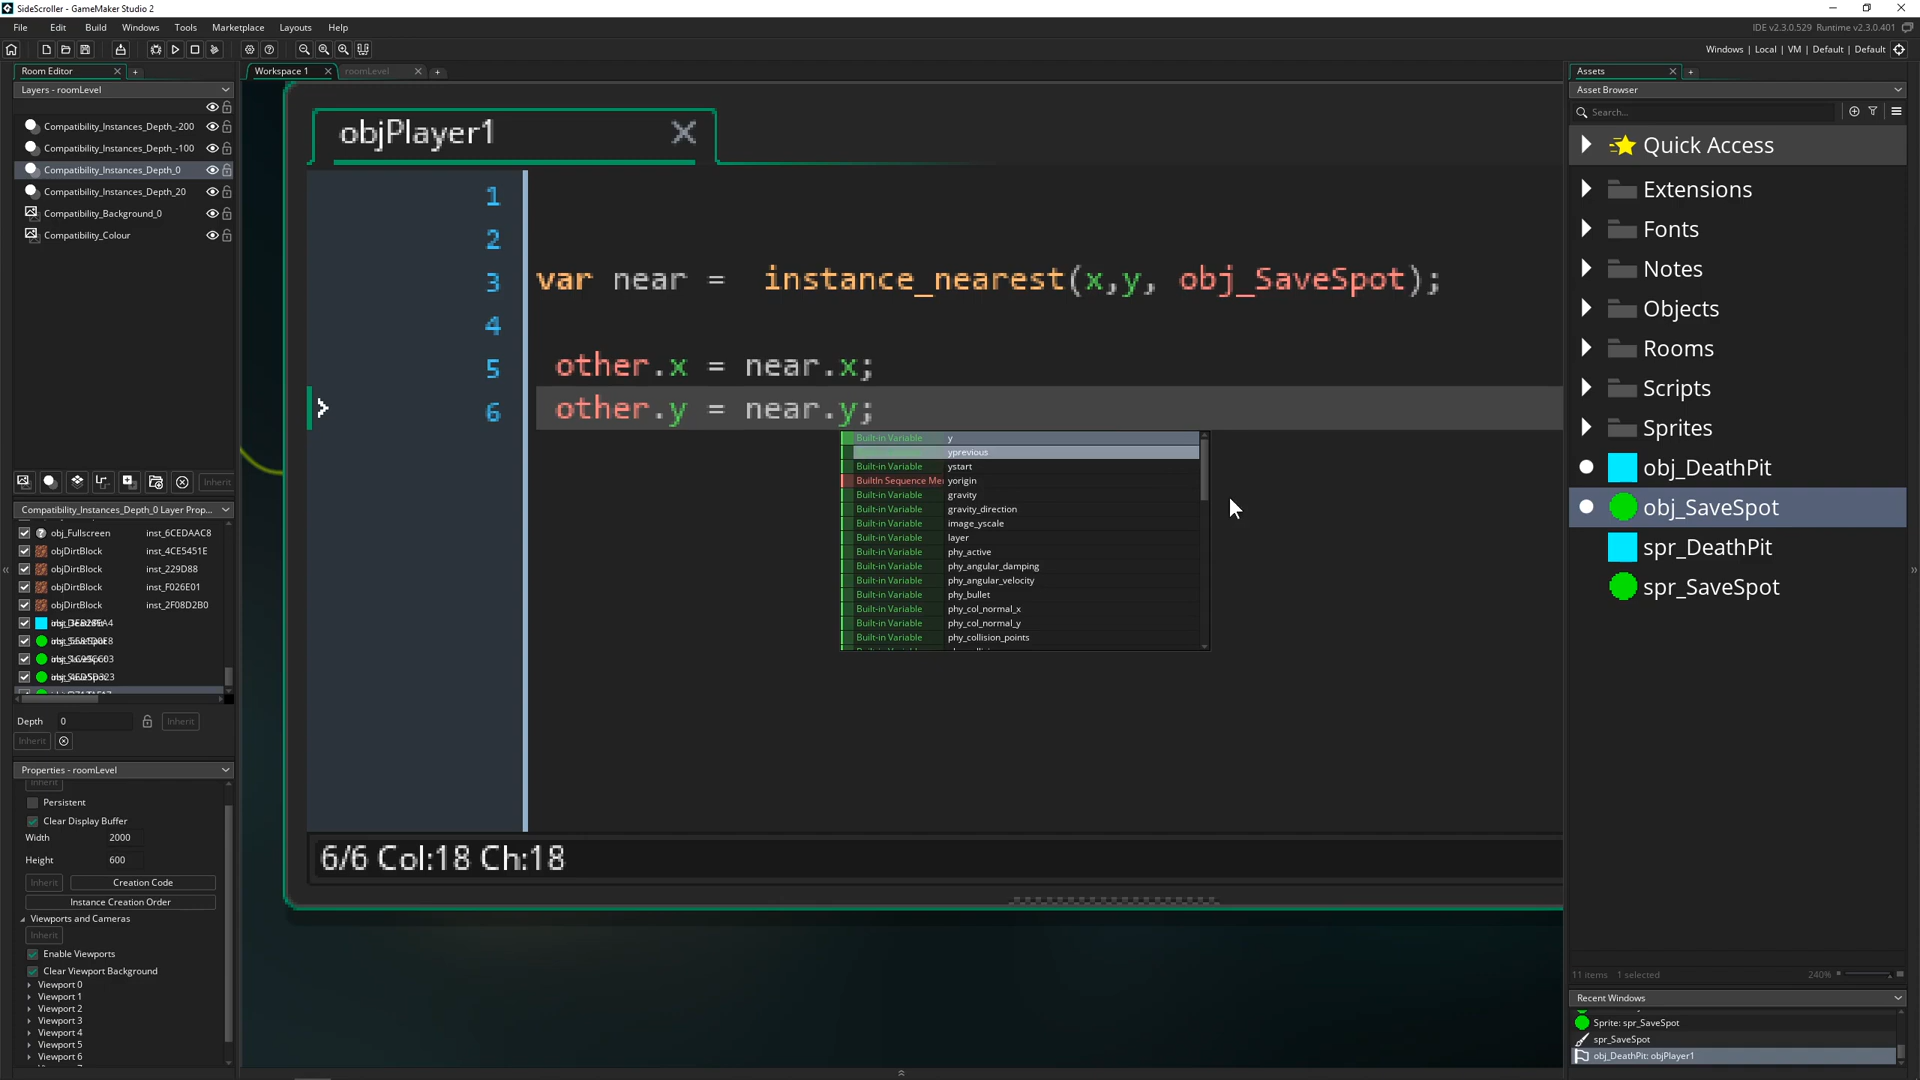 SideScroller - GameMaker Studio 2
File Edit Build Windows Tools Marketplace Layouts Help
IDE v2.3.0.529 Runtime v2.3.0.401
Windows | Local | VM | Default | Default
Room Editor
Layers - roomLevel
Compatibility_Instances_Depth_-200
Compatibility_Instances_Depth_-100
Compatibility_Instances_Depth_0
Compatibility_Instances_Depth_20
Compatibility_Background_0
Compatibility_Colour
Inherit
Compatibility_Instances_Depth_0 Layer Prop...
obj_Fullscreen inst_6CEDAAC8
objDirtBlock inst_4CE5451E
objDirtBlock inst_229D88
objDirtBlock inst_F026E01
objDirtBlock inst_2F08D2B0
Depth 0 Inherit
Inherit
Properties - roomLevel
Inherit
Persistent
Clear Display Buffer
Width 2000
Height 600
Inherit Creation Code
Instance Creation Order
Viewports and Cameras
Inherit
Enable Viewports
Clear Viewport Background
Viewport 0
Viewport 1
Viewport 2
Viewport 3
Viewport 4
Viewport 5
Viewport 6
Workspace 1 roomLevel
objPlayer1
1
2
3 var near = instance_nearest(x,y, obj_SaveSpot);
4
5 other.x = near.x;
6 other.y = near.y;
Built-in Variable y
yprevious
Built-in Variable ystart
BuiltIn Sequence Me yorigin
Built-in Variable gravity
Built-in Variable gravity_direction
Built-in Variable image_yscale
Built-in Variable layer
Built-in Variable phy_active
Built-in Variable phy_angular_damping
Built-in Variable phy_angular_velocity
Built-in Variable phy_bullet
Built-in Variable phy_col_normal_x
Built-in Variable phy_col_normal_y
Built-in Variable phy_collision_points
6/6 Col:18 Ch:18
Assets
Asset Browser
Search...
Quick Access
Extensions
Fonts
Notes
Objects
Rooms
Scripts
Sprites
obj_DeathPit
obj_SaveSpot
spr_DeathPit
spr_SaveSpot
11 items 1 selected 240%
Recent Windows
Sprite: spr_SaveSpot
spr_SaveSpot
obj_DeathPit: objPlayer1